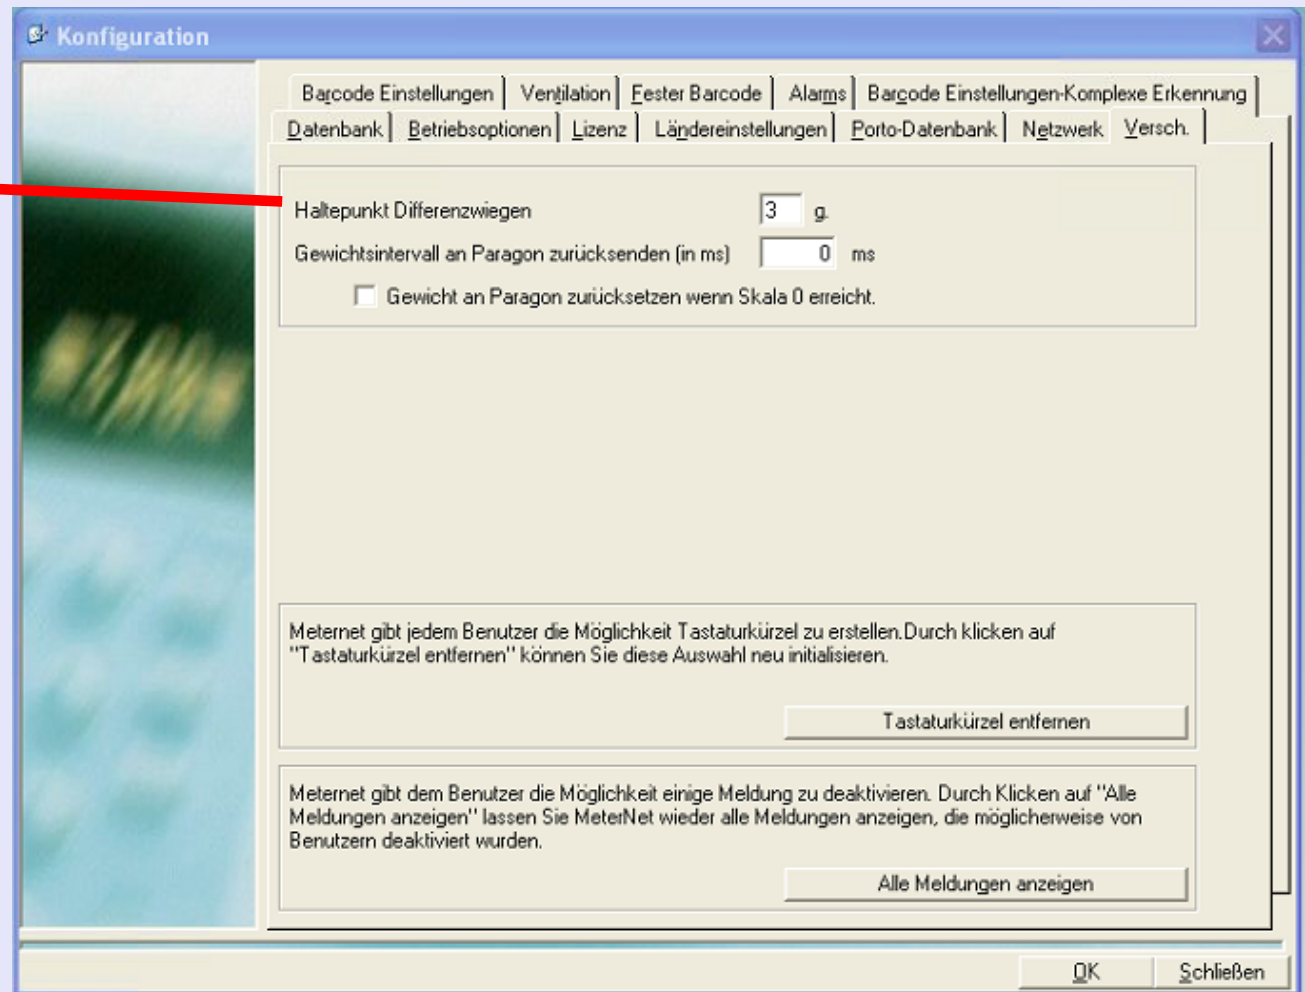 Konfiguration
Barcode Einstellungen Ventilation Fester Barcode Alarms Barcode Einstellungen-Komplexe Erkennung
Datenbank Betriebsoptionen Lizenz Ländereinstellungen Porto-Datenbank Netzwerk Versch.
Haltepunkt Differenzwiegen 3 g.
Gewichtsintervall an Paragon zurücksenden (in ms) 0 ms
Gewicht an Paragon zurücksetzen wenn Skala 0 erreicht.
Meternet gibt jedem Benutzer die Möglichkeit Tastaturkürzel zu erstellen.Durch klicken auf
"Tastaturkürzel entfernen" können Sie diese Auswahl neu initialisieren.
Tastaturkürzel entfernen
Meternet gibt dem Benutzer die Möglichkeit einige Meldung zu deaktivieren. Durch Klicken auf "Alle
Meldungen anzeigen" lassen Sie MeterNet wieder alle Meldungen anzeigen, die möglicherweise von
Benutzern deaktiviert wurden.
Alle Meldungen anzeigen
OK Schließen